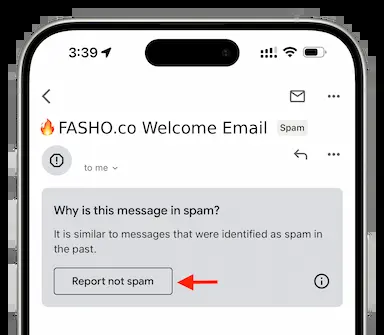 3:39
🔥FASHO.co Welcome Email Spam
to me
Why is this message in spam?
It is similar to messages that were identified as spam in
the past.
Report not spam